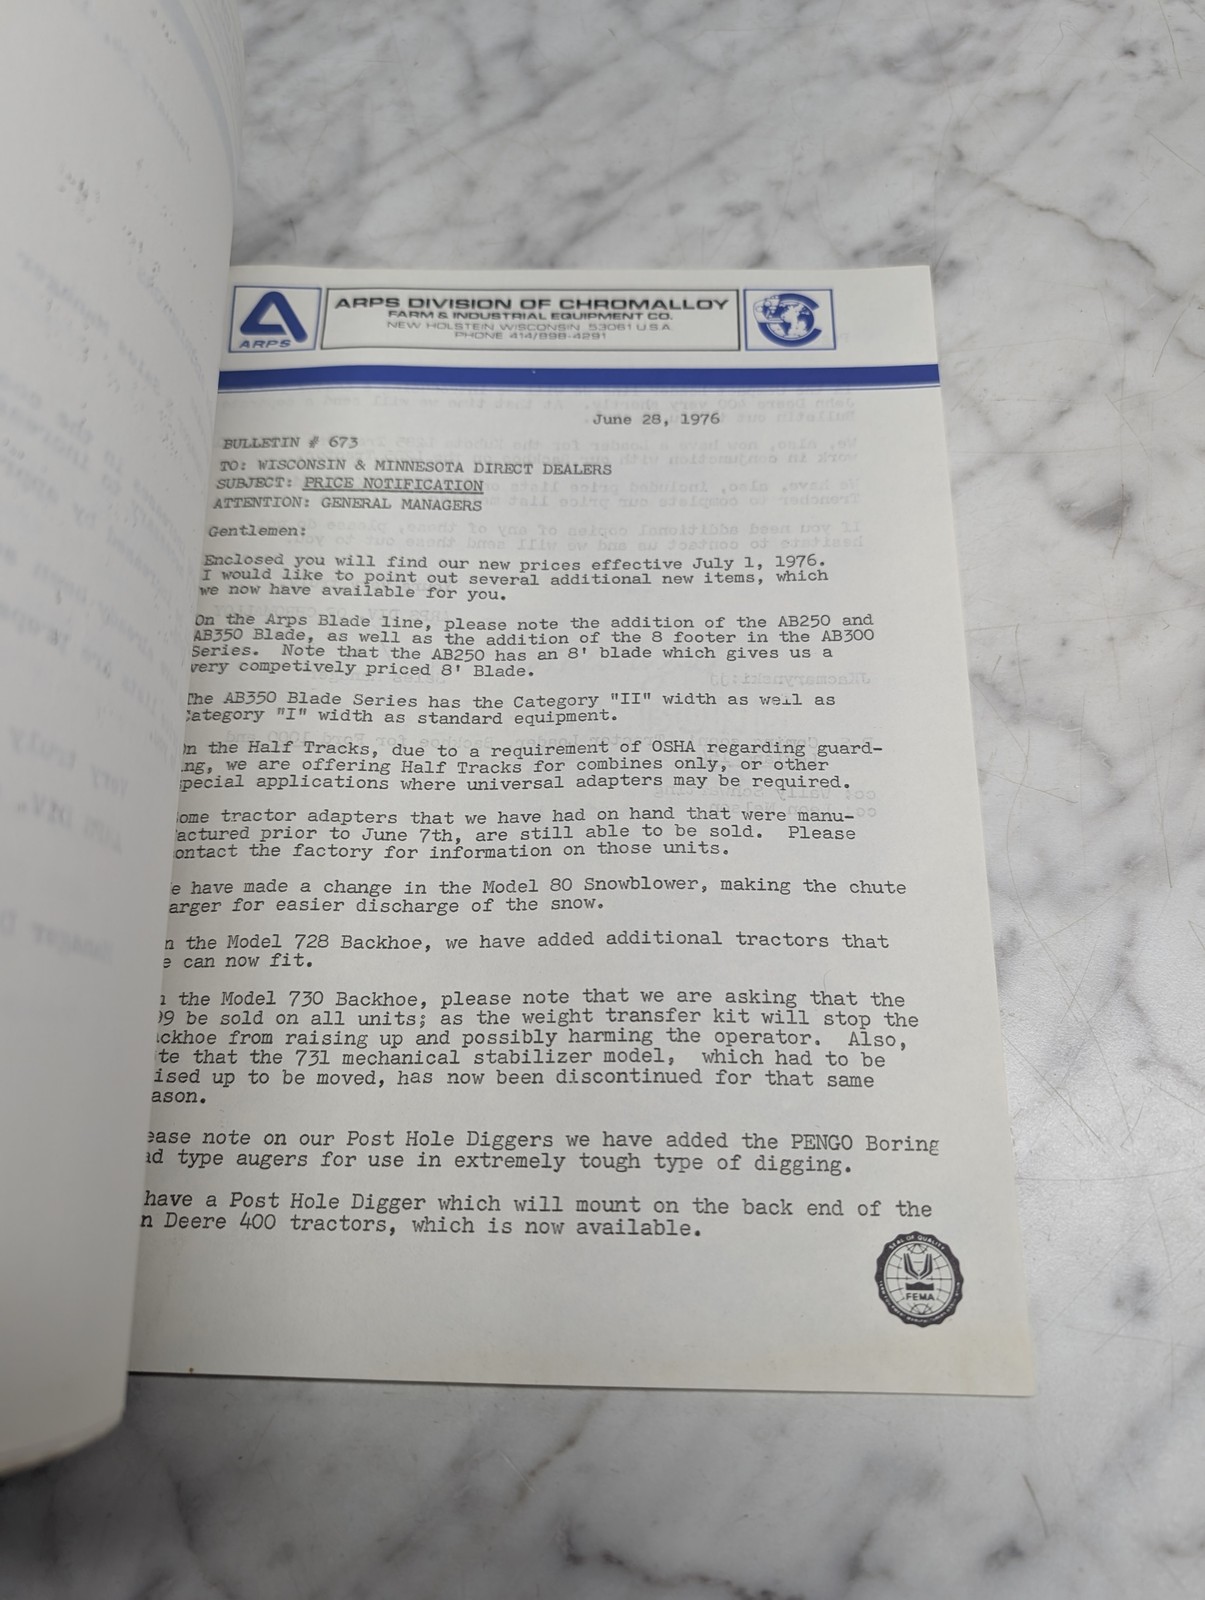 ARPS
ARPS DIVISION OF CHROMALLOY
FARM & INDUSTRIAL EQUIPMENT CO.
NEW HOLSTEIN WISCONSIN 53061 U.S.A.
PHONE 414/898-4291
June 28, 1976
BULLETIN # 673
TO: WISCONSIN & MINNESOTA DIRECT DEALERS
SUBJECT: PRICE NOTIFICATION
ATTENTION: GENERAL MANAGERS
Gentlemen:
Enclosed you will find our new prices effective July 1, 1976.
I would like to point out several additional new items, which
we now have available for you.
On the Arps Blade line, please note the addition of the AB250 and
AB350 Blade, as well as the addition of the 8 footer in the AB300
Series. Note that the AB250 has an 8' blade which gives us a
very competively priced 8' Blade.
The AB350 Blade Series has the Category "II" width as well as
Category "I" width as standard equipment.
On the Half Tracks, due to a requirement of OSHA regarding guard-
ing, we are offering Half Tracks for combines only, or other
special applications where universal adapters may be required.
ome tractor adapters that we have had on hand that were manu-
actured prior to June 7th, are still able to be sold. Please
ontact the factory for information on those units.
e have made a change in the Model 80 Snowblower, making the chute
arger for easier discharge of the snow.
n the Model 728 Backhoe, we have added additional tractors that
e can now fit.
the Model 730 Backhoe, please note that we are asking that the
99 be sold on all units; as the weight transfer kit will stop the
ckhoe from raising up and possibly harming the operator. Also,
te that the 731 mechanical stabilizer model, which had to be
ised up to be moved, has now been discontinued for that same
ason.
ease note on our Post Hole Diggers we have added the PENGO Boring
d type augers for use in extremely tough type of digging.
have a Post Hole Digger which will mount on the back end of the
n Deere 400 tractors, which is now available.
SEAL OF QUALITY
FEMA